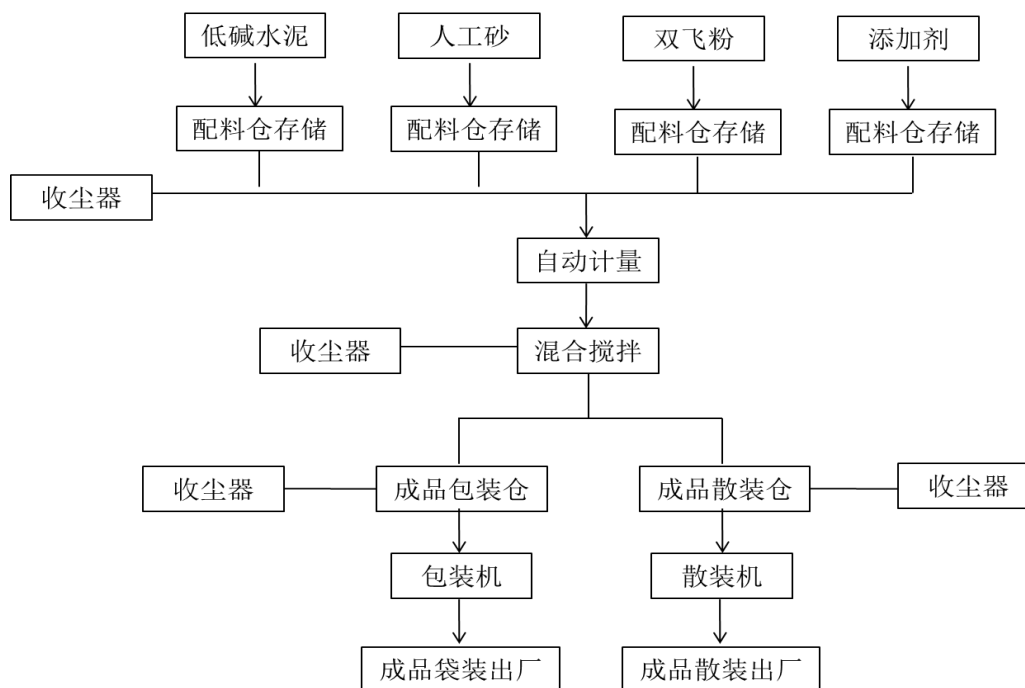 低碱水泥
人工砂
双飞粉
添加剂
配料仓存储
配料仓存储
配料仓存储
配料仓存储
收尘器
自动计量
收尘器
混合搅拌
收尘器
成品包装仓
成品散装仓
收尘器
包装机
散装机
成品袋装出厂
成品散装出厂